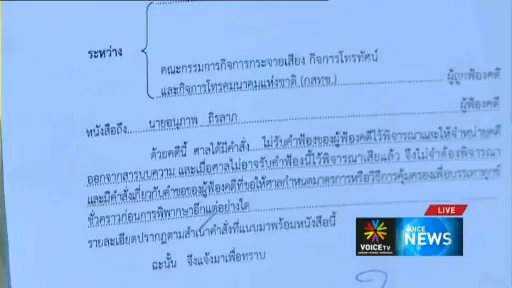 ระหว่าง
คณะกรรมการกิจการกระจายเสียง กิจการโทรทัศน์
และกิจการโทรคมนาคมแห่งชาติ (กสทช.) ผู้ถูกฟ้องคดี
ผู้ฟ้องคดี
หนังสือถึง นายอนุภาพ ถิรลาภ
ด้วยคดีนี้ ศาลได้มีคำสั่ง ไม่รับคำฟ้องของผู้ฟ้องคดีไว้พิจารณาและให้จำหน่ายคดี
ออกจากสารบบความ และเมื่อศาลไม่อาจรับคำฟ้องนี้ไว้พิจารณาเสียแล้ว จึงไม่จำต้องพิจารณา
และมีคำสั่งเกี่ยวกับคำขอของผู้ฟ้องคดีที่ขอให้ศาลกำหนดมาตรการหรือวิธีการคุ้มครองเพื่อบรรเทาทุกข์
ชั่วคราวก่อนการพิพากษาอีกแต่อย่างใด
รายละเอียดปรากฏตามสำเนาคำสั่งที่แนบมาพร้อมหนังสือนี้
ฉะนั้น จึงแจ้งมาเพื่อทราบ
LIVE
VOICE TV
VOICE
NEWS